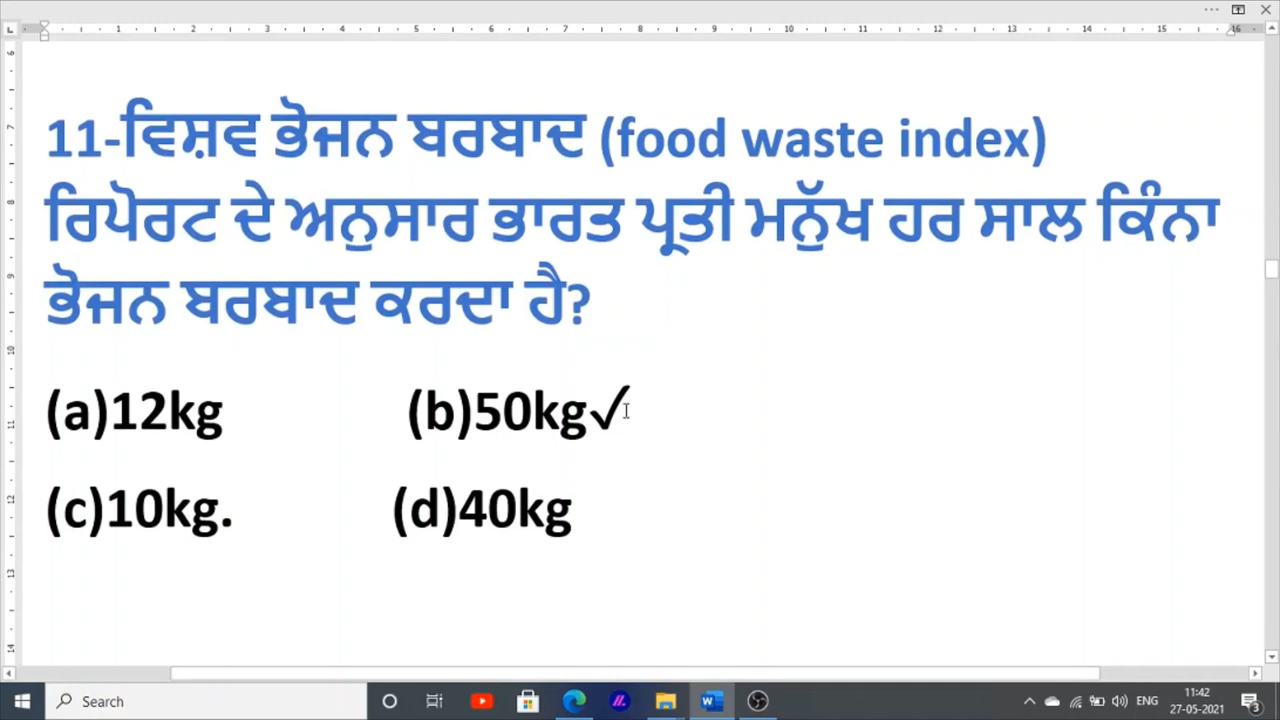 11-ਵਿਸ਼ਵ ਭੋਜਨ ਬਰਬਾਦ (food waste index)
ਰਿਪੋਰਟ ਦੇ ਅਨੁਸਾਰ ਭਾਰਤ ਪ੍ਰਤੀ ਮਨੁੱਖ ਹਰ ਸਾਲ ਕਿੰਨਾ
ਭੋਜਨ ਬਰਬਾਦ ਕਰਦਾ ਹੈ?
(a)12kg (b)50kg✓
(c)10kg. (d)40kg
Search
ENG
11:42
27-05-2021
3